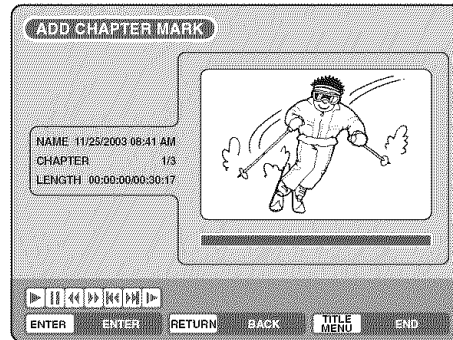 ADD CHAPTER MARK
NAME 11/25/2003 08:41 AM
CHAPTER 1/3
LENGTH 00:00:00/00:30:17
ENTER ENTER RETURN BACK TITLE MENU END